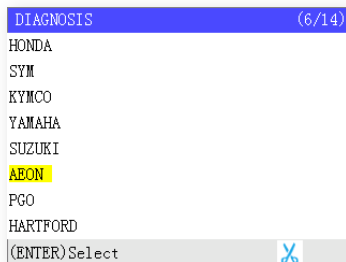 DIAGNOSIS (6/14)
HONDA
SYM
KYMCO
YAMAHA
SUZUKI
AEON
PGO
HARTFORD
(ENTER)Select